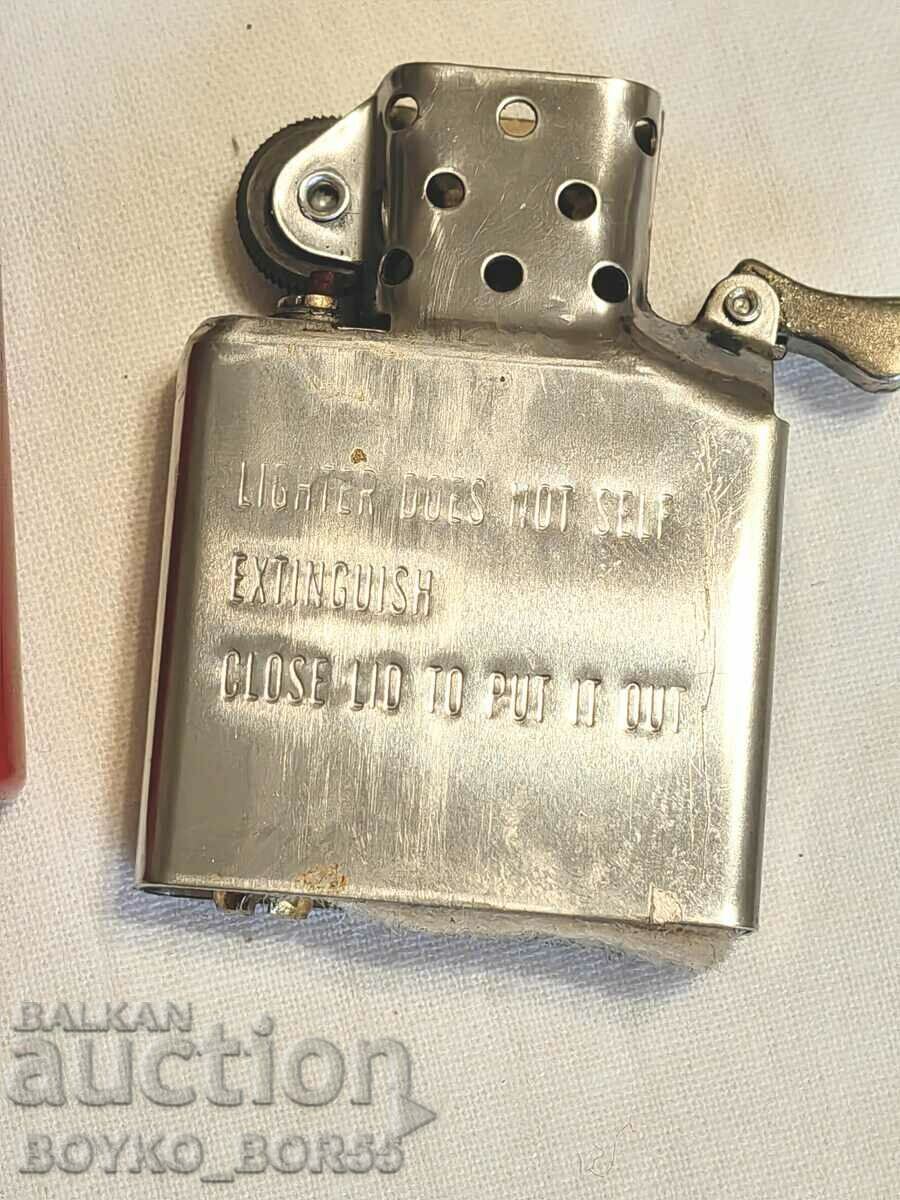 LIGHTER DOES NOT SELF
EXTINGUISH
CLOSE LID TO PUT IT OUT
BALKAN
auction
BOYKO_BOR55